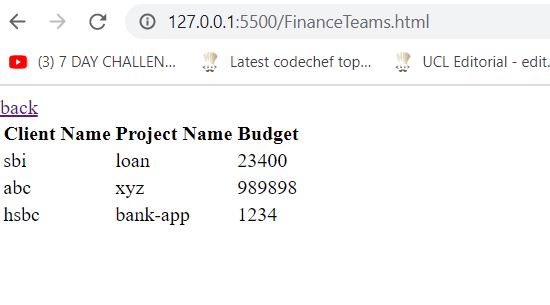 127.0.0.1:5500/FinanceTeams.html
(3) 7 DAY CHALLEN... Latest codechef top... UCL Editorial - edit.
back
Client Name Project Name Budget
sbi loan 23400
abc xyz 989898
hsbc bank-app 1234